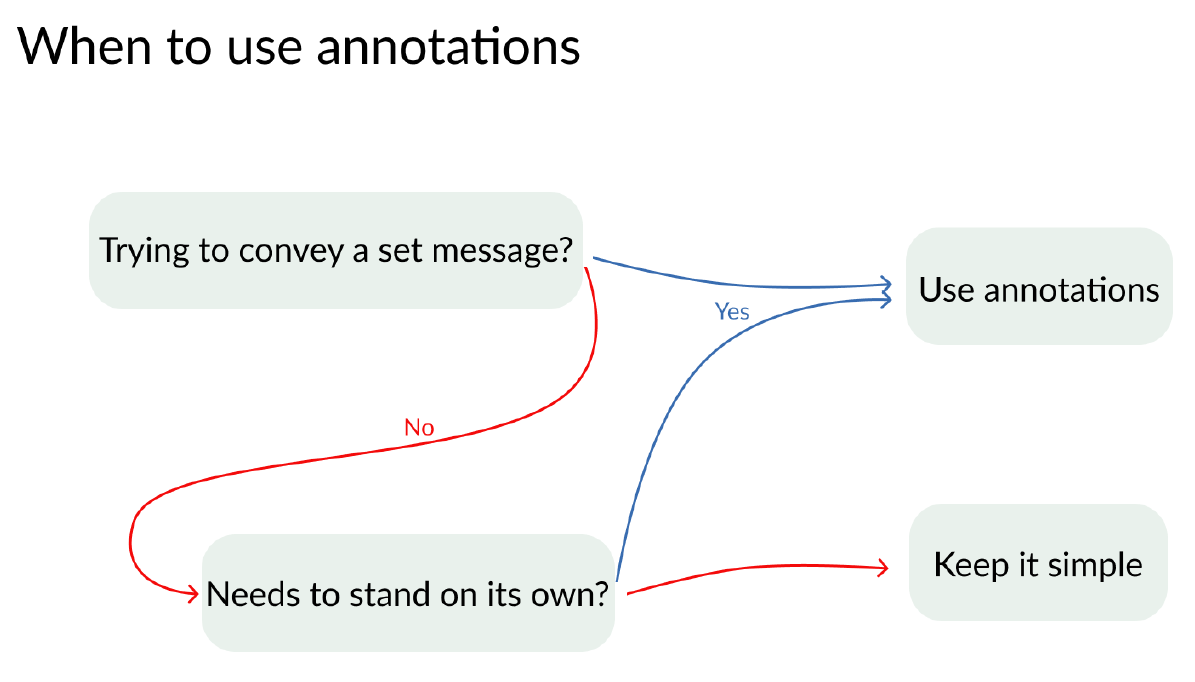 When to use annotations
Trying to convey a set message?
Use annotations
Yes
No
Needs to stand on its own?
Keep it simple